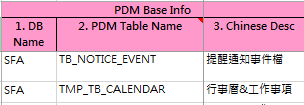 PDM Base Info
1. DB Name 2. PDM Table Name 3. Chinese Desc
SFA TB_NOTICE_EVENT 提醒通知事件檔
SFA TMP_TB_CALENDAR 行事曆&工作事項